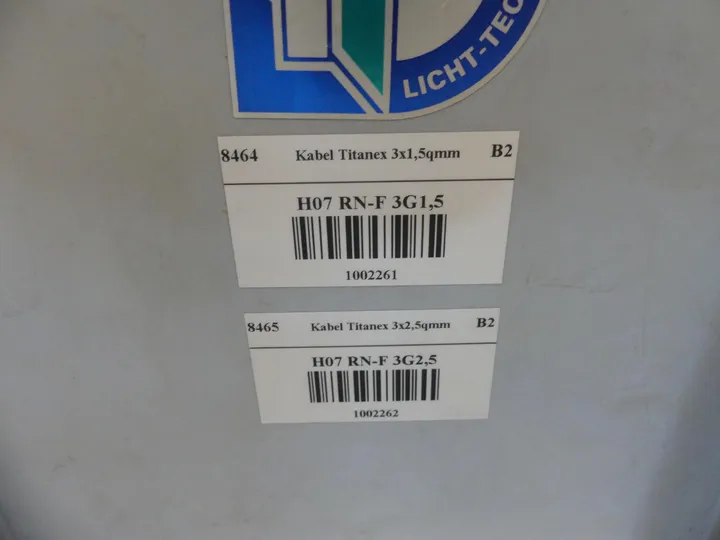 LICHT-TEC
8464 Kabel Titanex 3x1,5qmm B2
H07 RN-F 3G1,5
1002261
8465 Kabel Titanex 3x2,5qmm B2
H07 RN-F 3G2,5
1002262